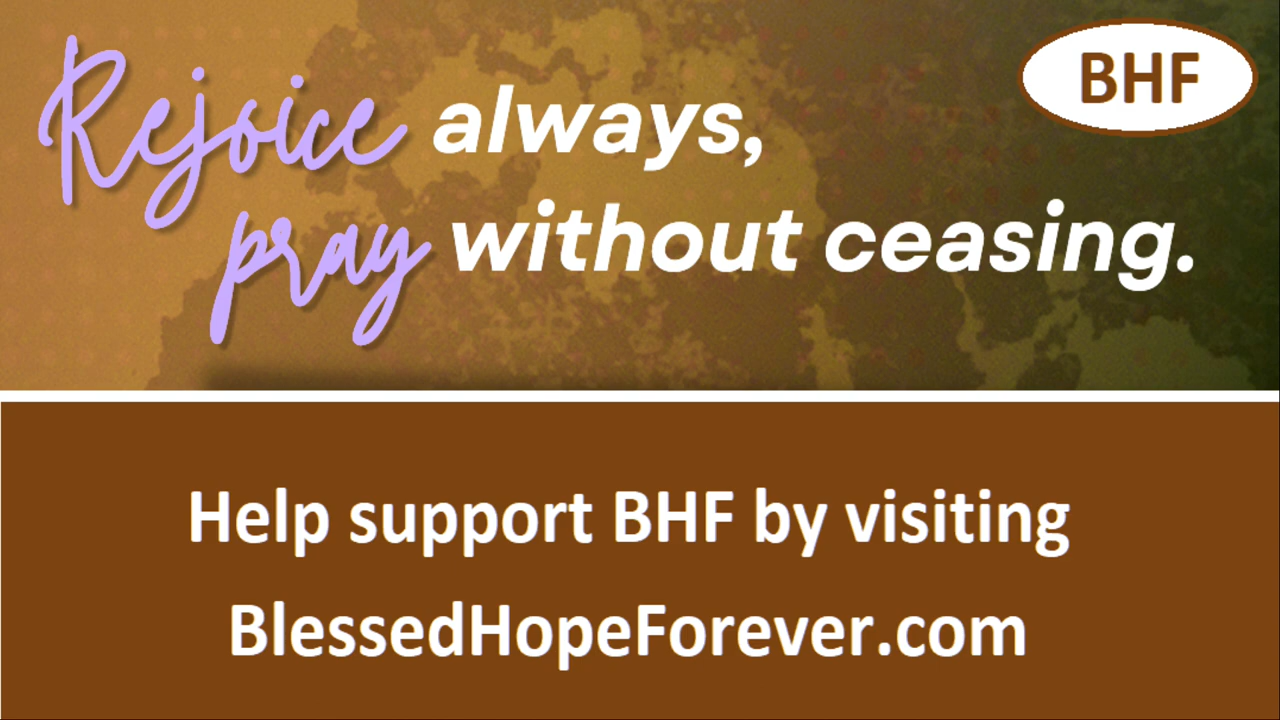 BHF
Rejoice always,
pray without ceasing.
Help support BHF by visiting
BlessedHopeForever.com